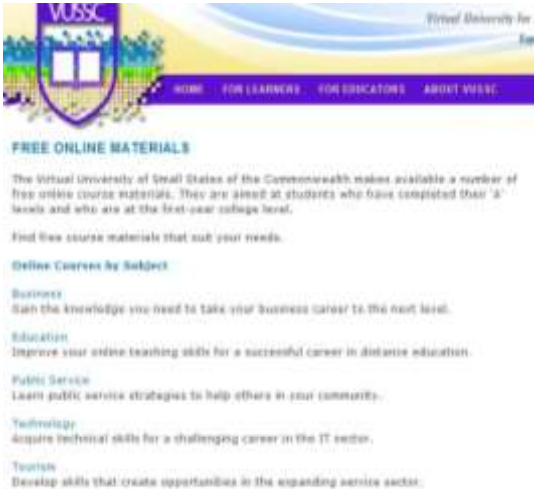 VUSSC
Virtual University for
HOME FOR LEARNERS FOR EDUCATORS ABOUT VUSSC
FREE ONLINE MATERIALS
The Virtual University of Small States of the Commonwealth makes available a number of
free online course materials. They are aimed at students who have completed their 'A'
levels and who are at the first-year college level.
Find free course materials that suit your needs.
Online Courses by Subject
Business
Gain the knowledge you need to take your business career to the next level.
Education
Improve your online teaching skills for a successful career in distance education.
Public Service
Learn public service strategies to help others in your community.
Technology
Acquire technical skills for a challenging career in the IT sector.
Tourism
Develop skills that create opportunities in the expanding service sector.